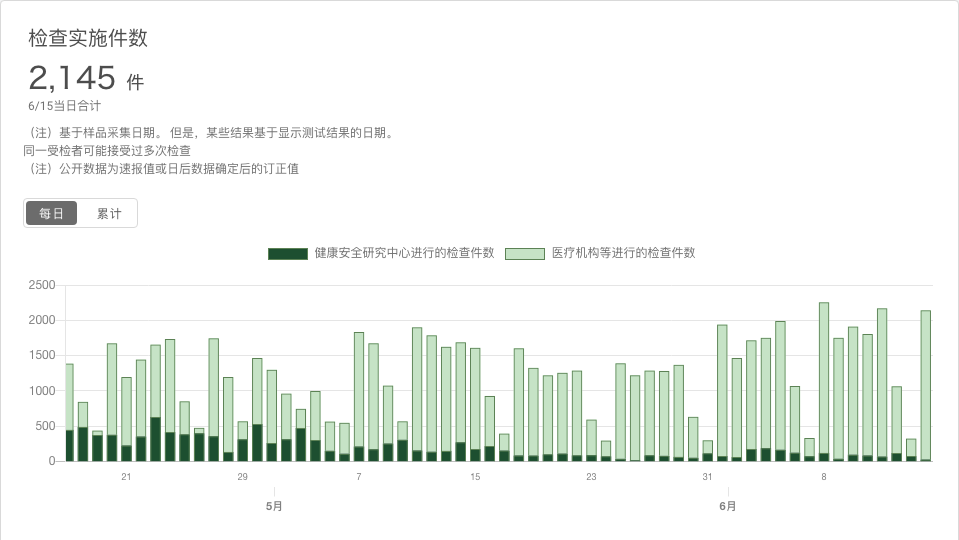 检查实施件数
2,145 件
6/15当日合计
（注）基于样品采集日期。 但是，某些结果基于显示测试结果的日期。
同一受检者可能接受过多次检查
（注）公开数据为速报值或日后数据确定后的订正值
每日 累计
健康安全研究中心进行的检查件数 医疗机构等进行的检查件数
2500
2000
1500
1000
500
0
21 29 7 15 23 31 8
5月 6月